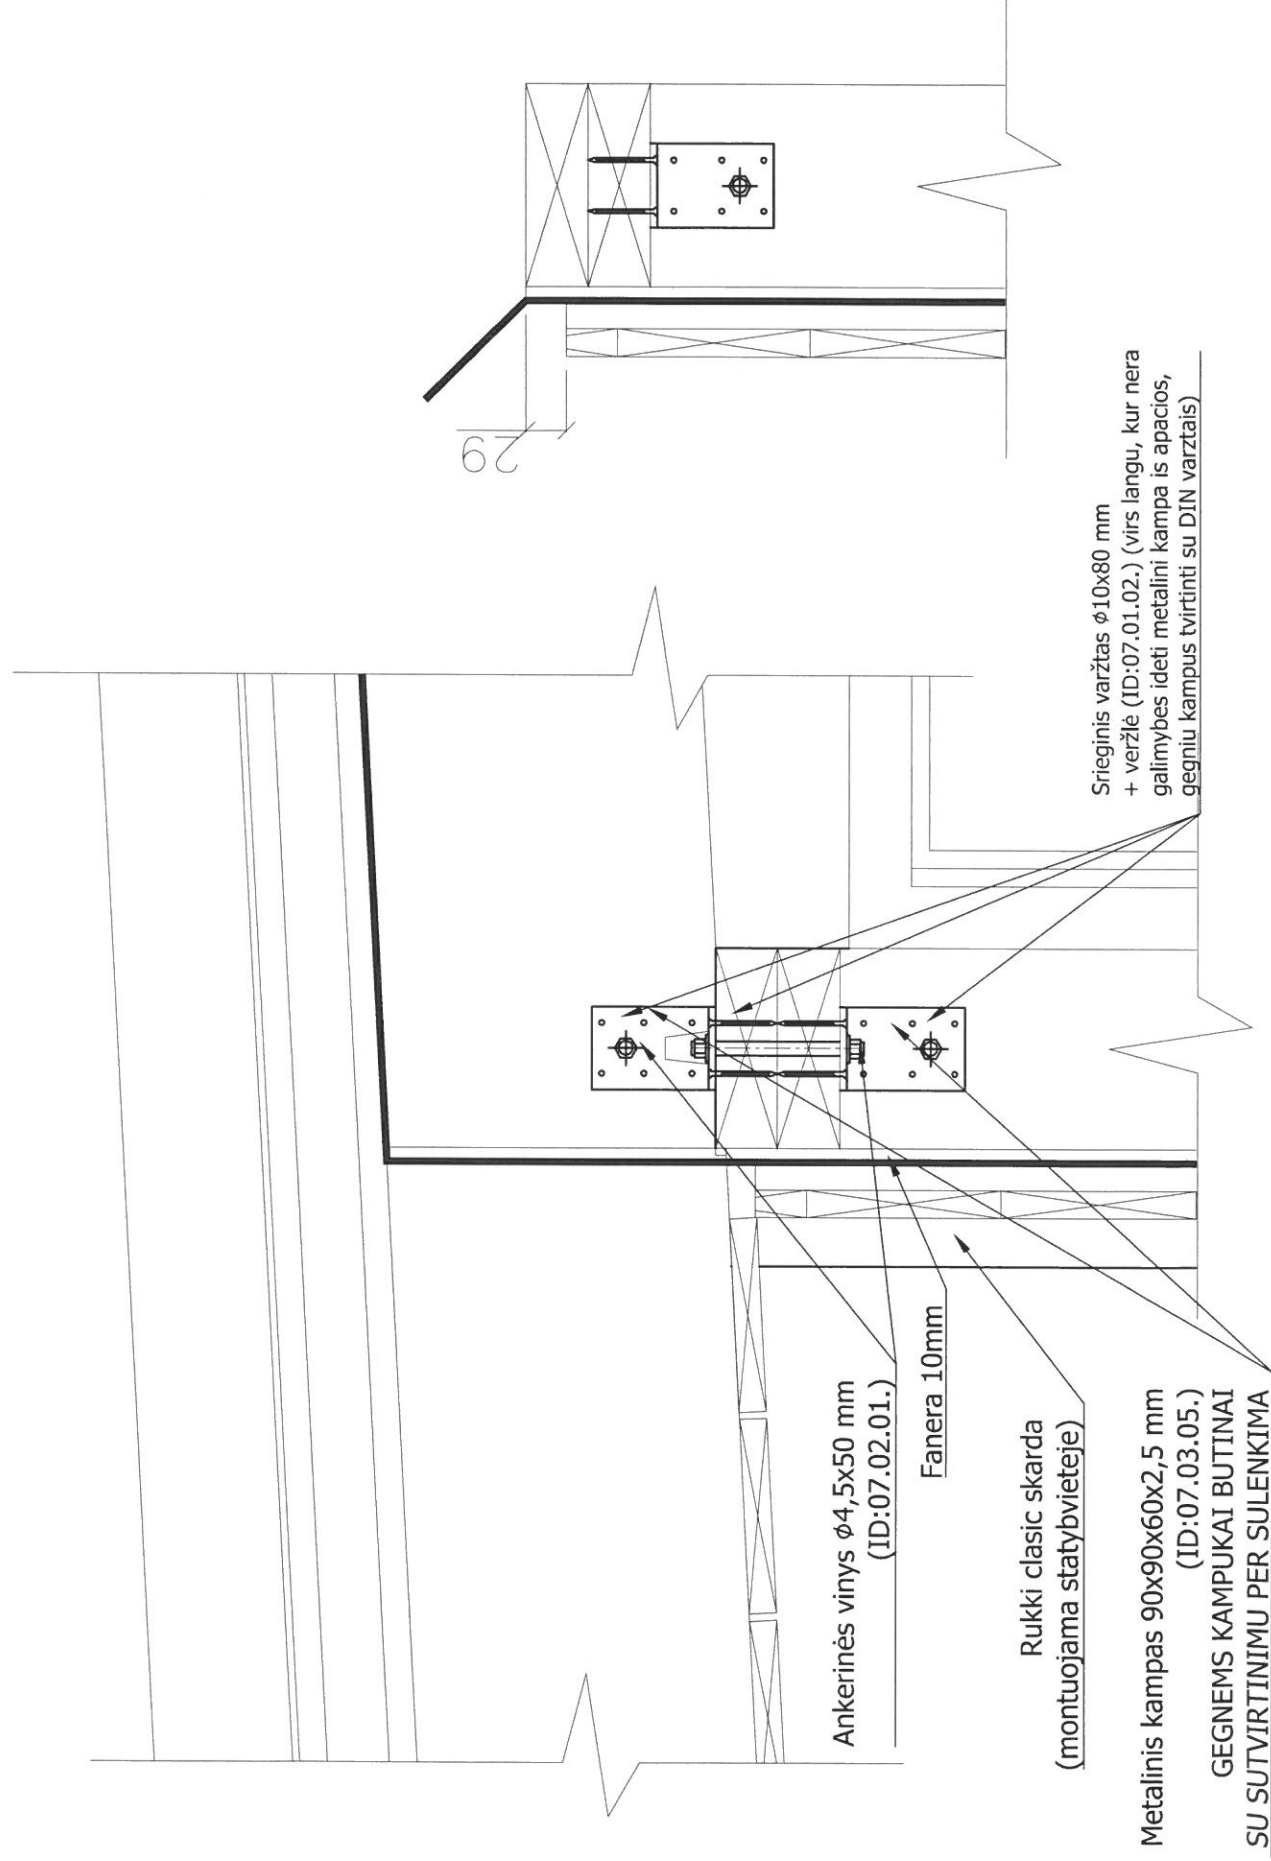 29
Srieginis varžtas ϕ10x80 mm
+ veržlė (ID:07.01.02.) (virs langu, kur nera
galimybes ideti metalini kampa is apacios,
gegniu kampus tvirtinti su DIN varztais)
Ankerinės vinys ϕ4,5x50 mm
(ID:07.02.01.)
Fanera 10mm
Rukki clasic skarda
(montuojama statybvieteje)
Metalinis kampas 90x90x60x2,5 mm
(ID:07.03.05.)
GEGNEMS KAMPUKAI BUTINAI
SU SUTVIRTINIMU PER SULENKIMA